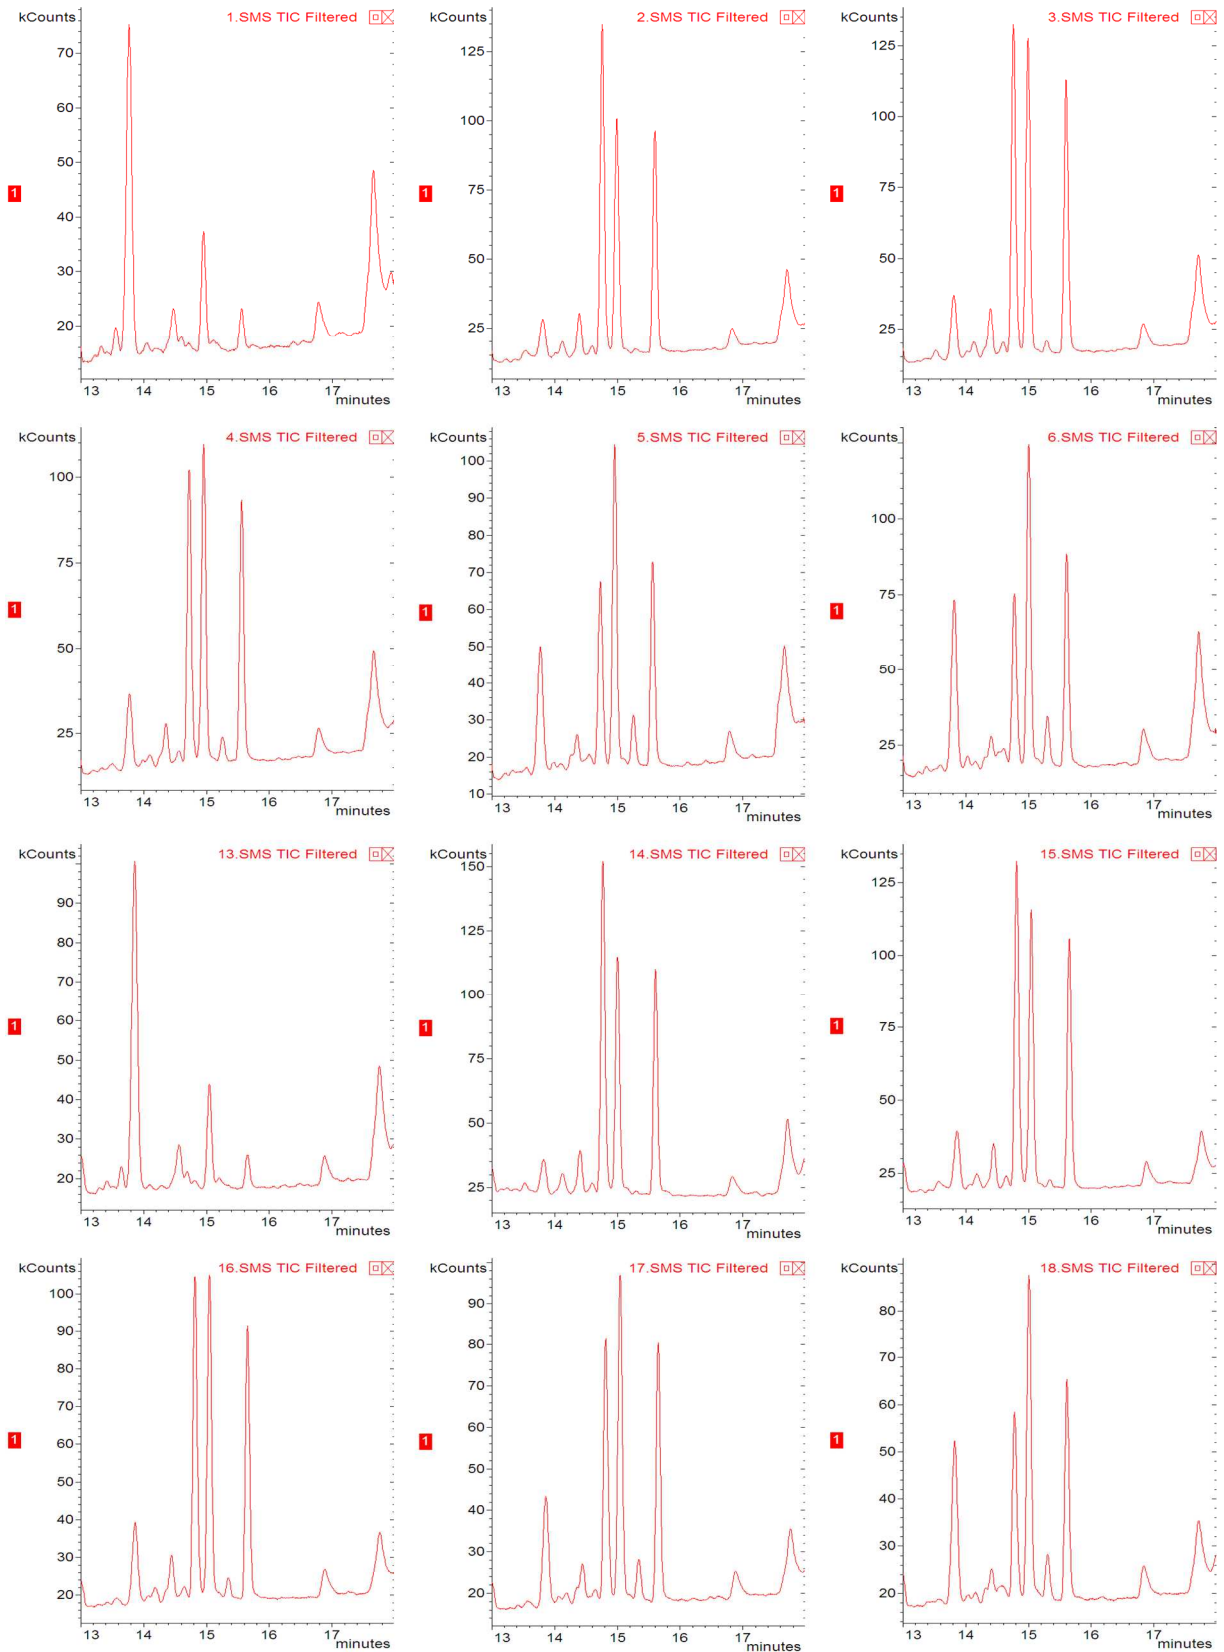 kCounts 1.SMS TIC Filtered
70
60
50
1
40
30
20
13 14 15 16 17
minutes
kCounts 2.SMS TIC Filtered
125
100
75
1
50
25
13 14 15 16 17
minutes
kCounts 3.SMS TIC Filtered
125
100
75
1
50
25
13 14 15 16 17
minutes
kCounts 4.SMS TIC Filtered
100
75
1
50
25
13 14 15 16 17
minutes
kCounts 5.SMS TIC Filtered
100
90
80
70
60
1
50
40
30
20
10
13 14 15 16 17
minutes
kCounts 6.SMS TIC Filtered
100
75
1
50
25
13 14 15 16 17
minutes
kCounts 13.SMS TIC Filtered
90
80
70
60
1
50
40
30
20
13 14 15 16 17
minutes
kCounts 14.SMS TIC Filtered
150
125
100
1
75
50
25
13 14 15 16 17
minutes
kCounts 15.SMS TIC Filtered
125
100
1
75
50
25
13 14 15 16 17
minutes
kCounts 16.SMS TIC Filtered
100
90
80
70
1
60
50
40
30
20
13 14 15 16 17
minutes
kCounts 17.SMS TIC Filtered
90
80
70
60
1
50
40
30
20
13 14 15 16 17
minutes
kCounts 18.SMS TIC Filtered
80
70
60
1
50
40
30
20
13 14 15 16 17
minutes